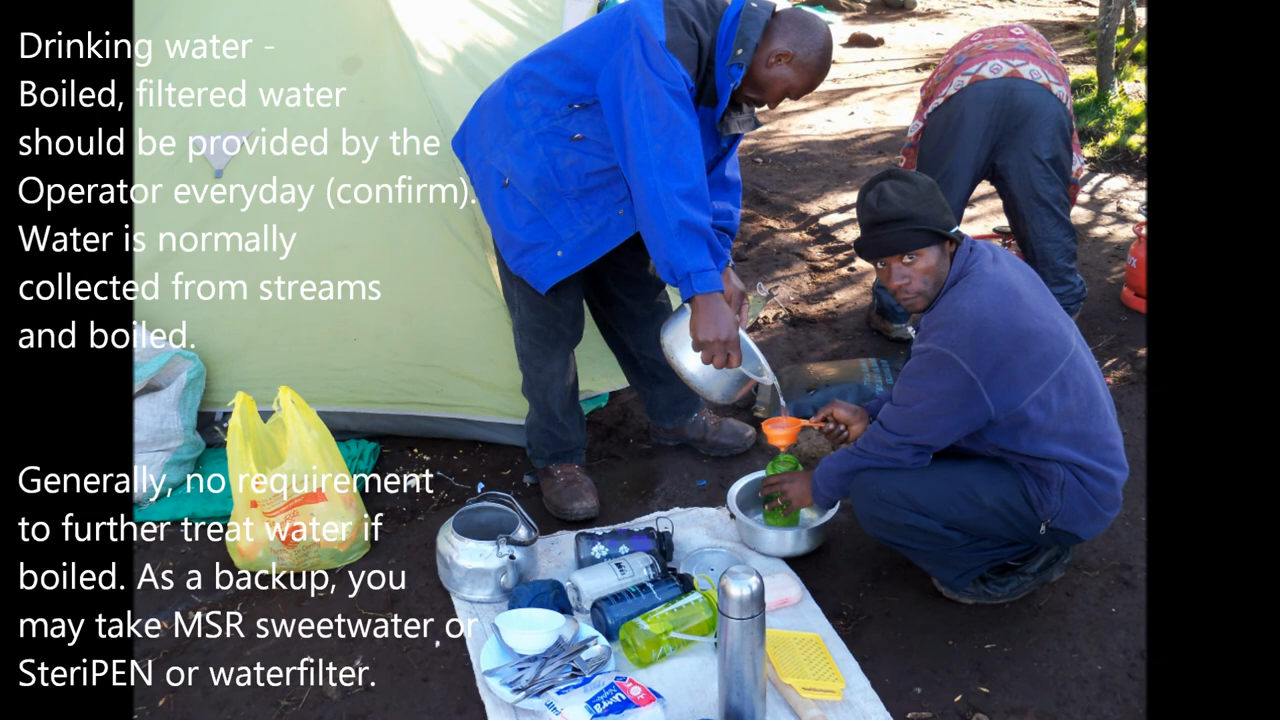 Drinking water -
Boiled, filtered water
should be provided by the
Operator everyday (confirm).
Water is normally
collected from streams
and boiled.
Generally, no requirement
to further treat water if
boiled. As a backup, you
may take MSR sweetwater or
SteriPEN or waterfilter.